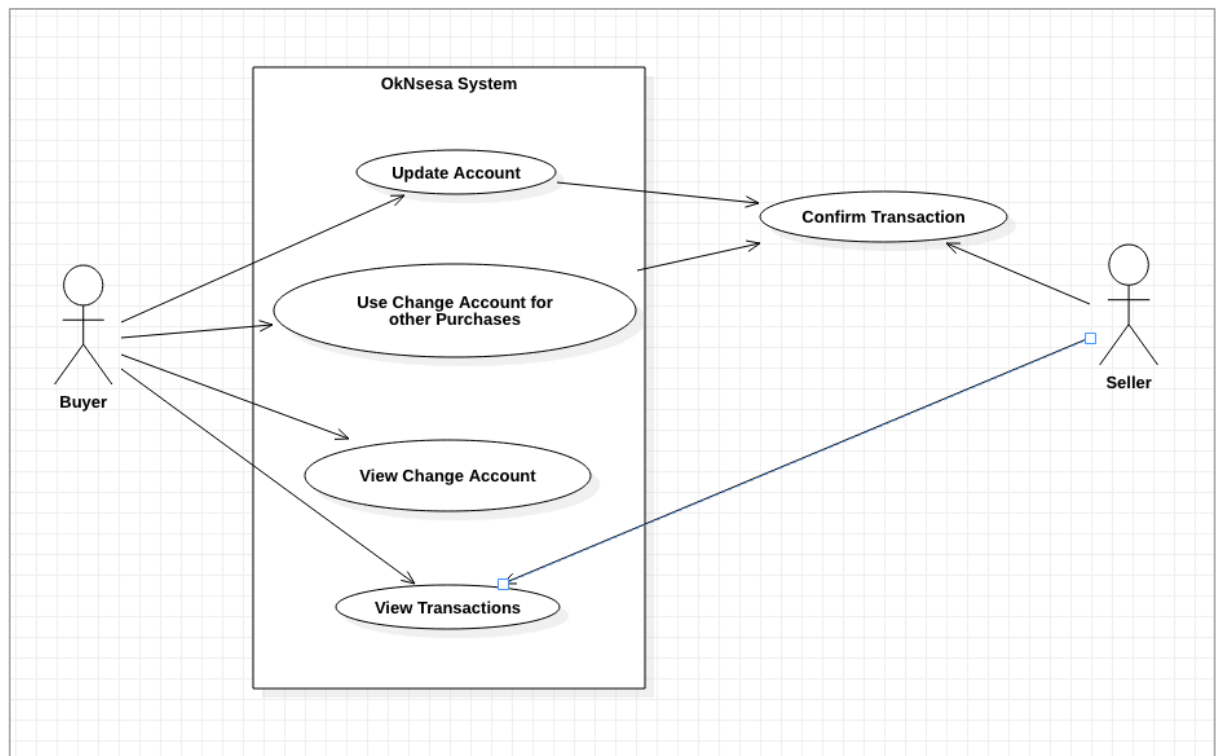 OkNsesa System
Update Account
Confirm Transaction
Use Change Account for
other Purchases
Buyer
Seller
View Change Account
View Transactions